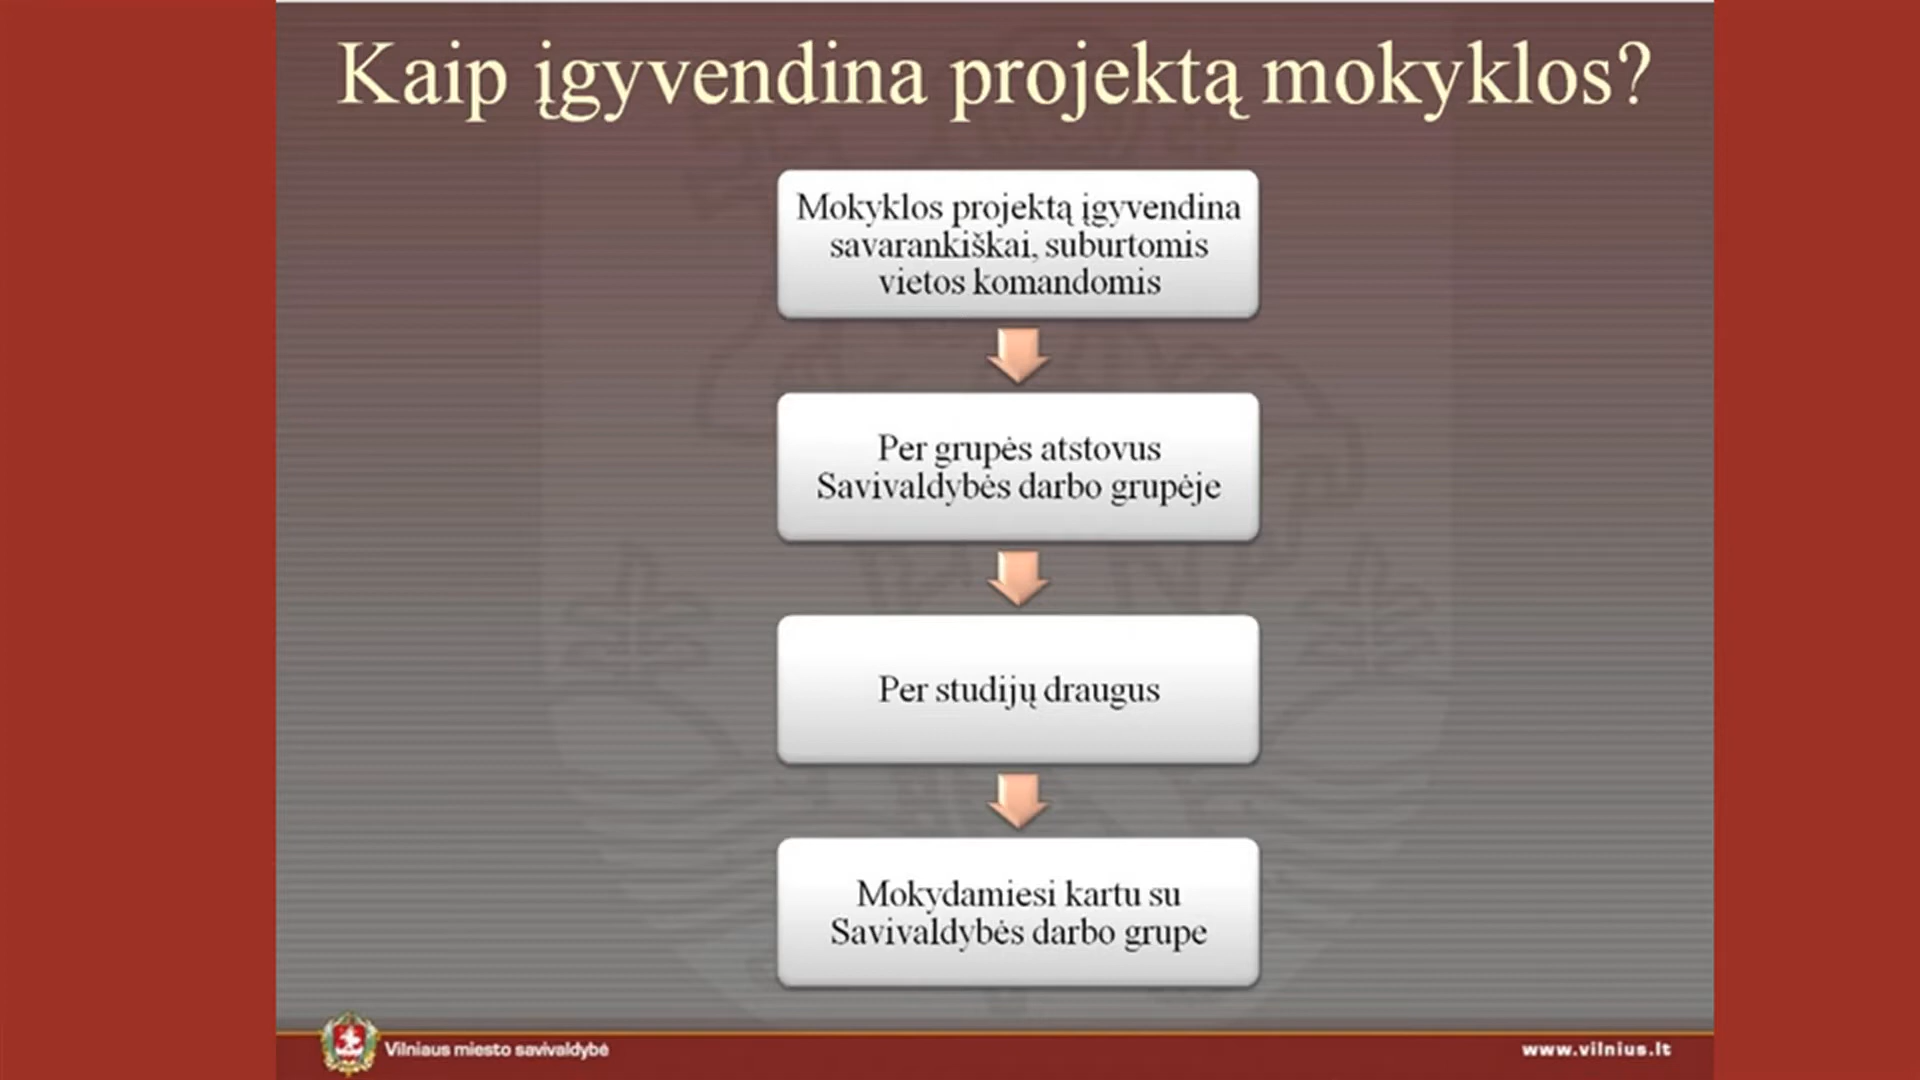 Kaip įgyvendina projektą mokyklos?
Mokyklos projektą įgyvendina
savarankiškai, suburtomis
vietos komandomis
Per grupės atstovus
Savivaldybės darbo grupėje
Per studijų draugus
Mokydamiesi kartu su
Savivaldybės darbo grupe
Vilniaus miesto savivaldybė
www.vilnius.lt